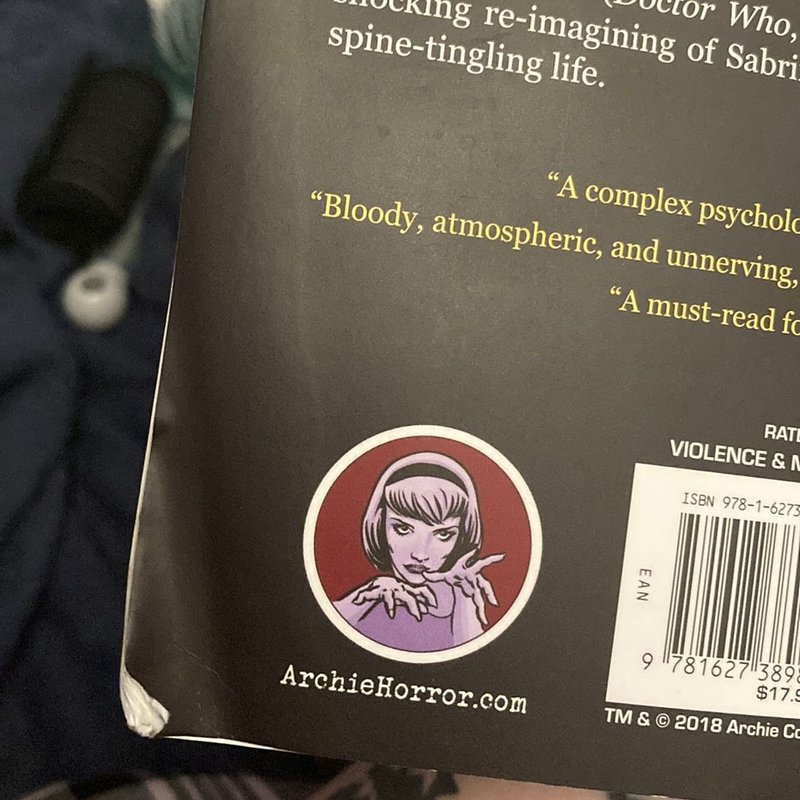 shocking re-imagining of Sabri
(Doctor Who,
spine-tingling life.
"A complex psycholo
"Bloody, atmospheric, and unnerving,
"A must-read fo
RATE
VIOLENCE & M
ISBN 978-1-6273
EAN
9 781627 3898
$17.9
ArchieHorror.com
TM & © 2018 Archie Co